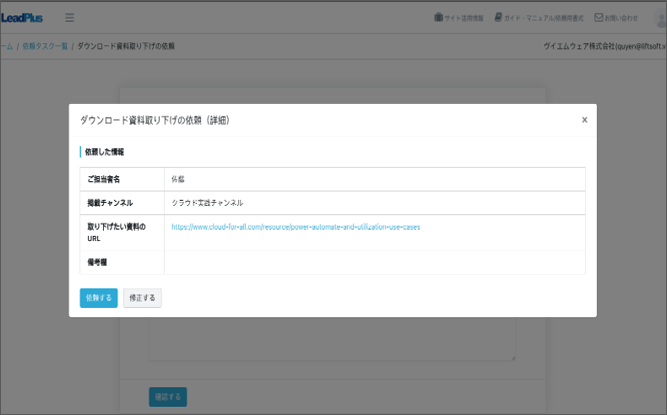 LeadPlus
サイト活用情報 ガイド・マニュアル/依頼用書式 お問い合わせ
ーム / 依頼タスク一覧 / ダウンロード資料取り下げの依頼
ヴイエムウェア株式会社(quyen@liftsoft.v
ダウンロード資料取り下げの依頼（詳細） x
依頼した情報
ご担当者名
掲載チャンネル クラウド実践チャンネル
取り下げたい資料の https://www.cloud-for-all.com/resource/power-automate-and-utilization-use-cases
URL
備考欄
依頼する 修正する
確認する